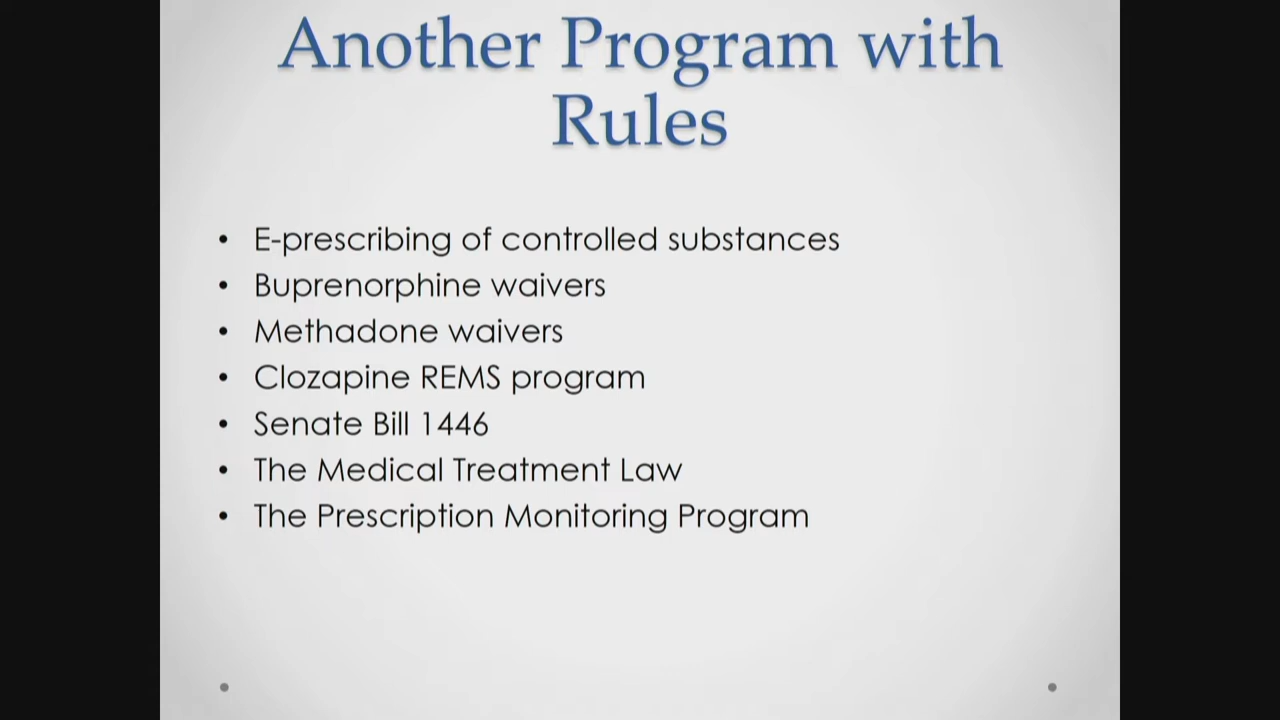 Another Program with
Rules
• E-prescribing of controlled substances
• Buprenorphine waivers
• Methadone waivers
• Clozapine REMS program
• Senate Bill 1446
• The Medical Treatment Law
• The Prescription Monitoring Program